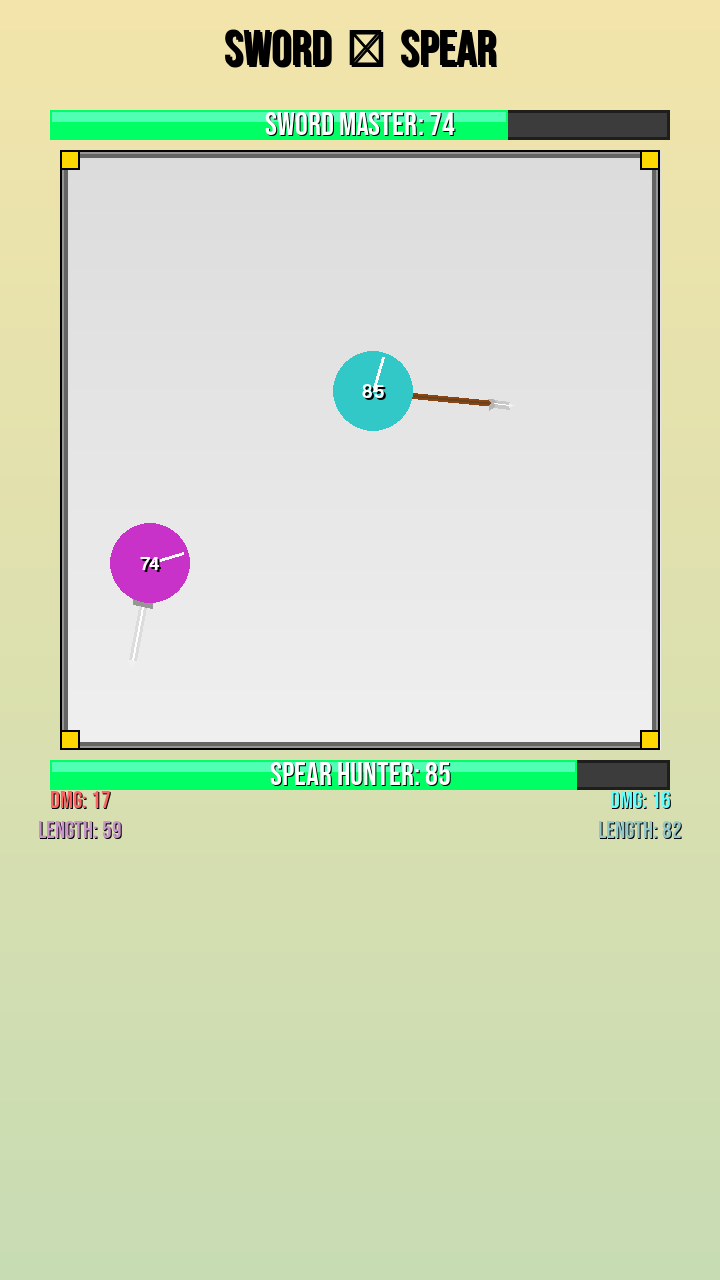 SWORD ☒ SPEAR
SWORD MASTER: 74
85
74
SPEAR HUNTER: 85
DMG: 17 DMG: 16
LENGTH: 59 LENGTH: 82